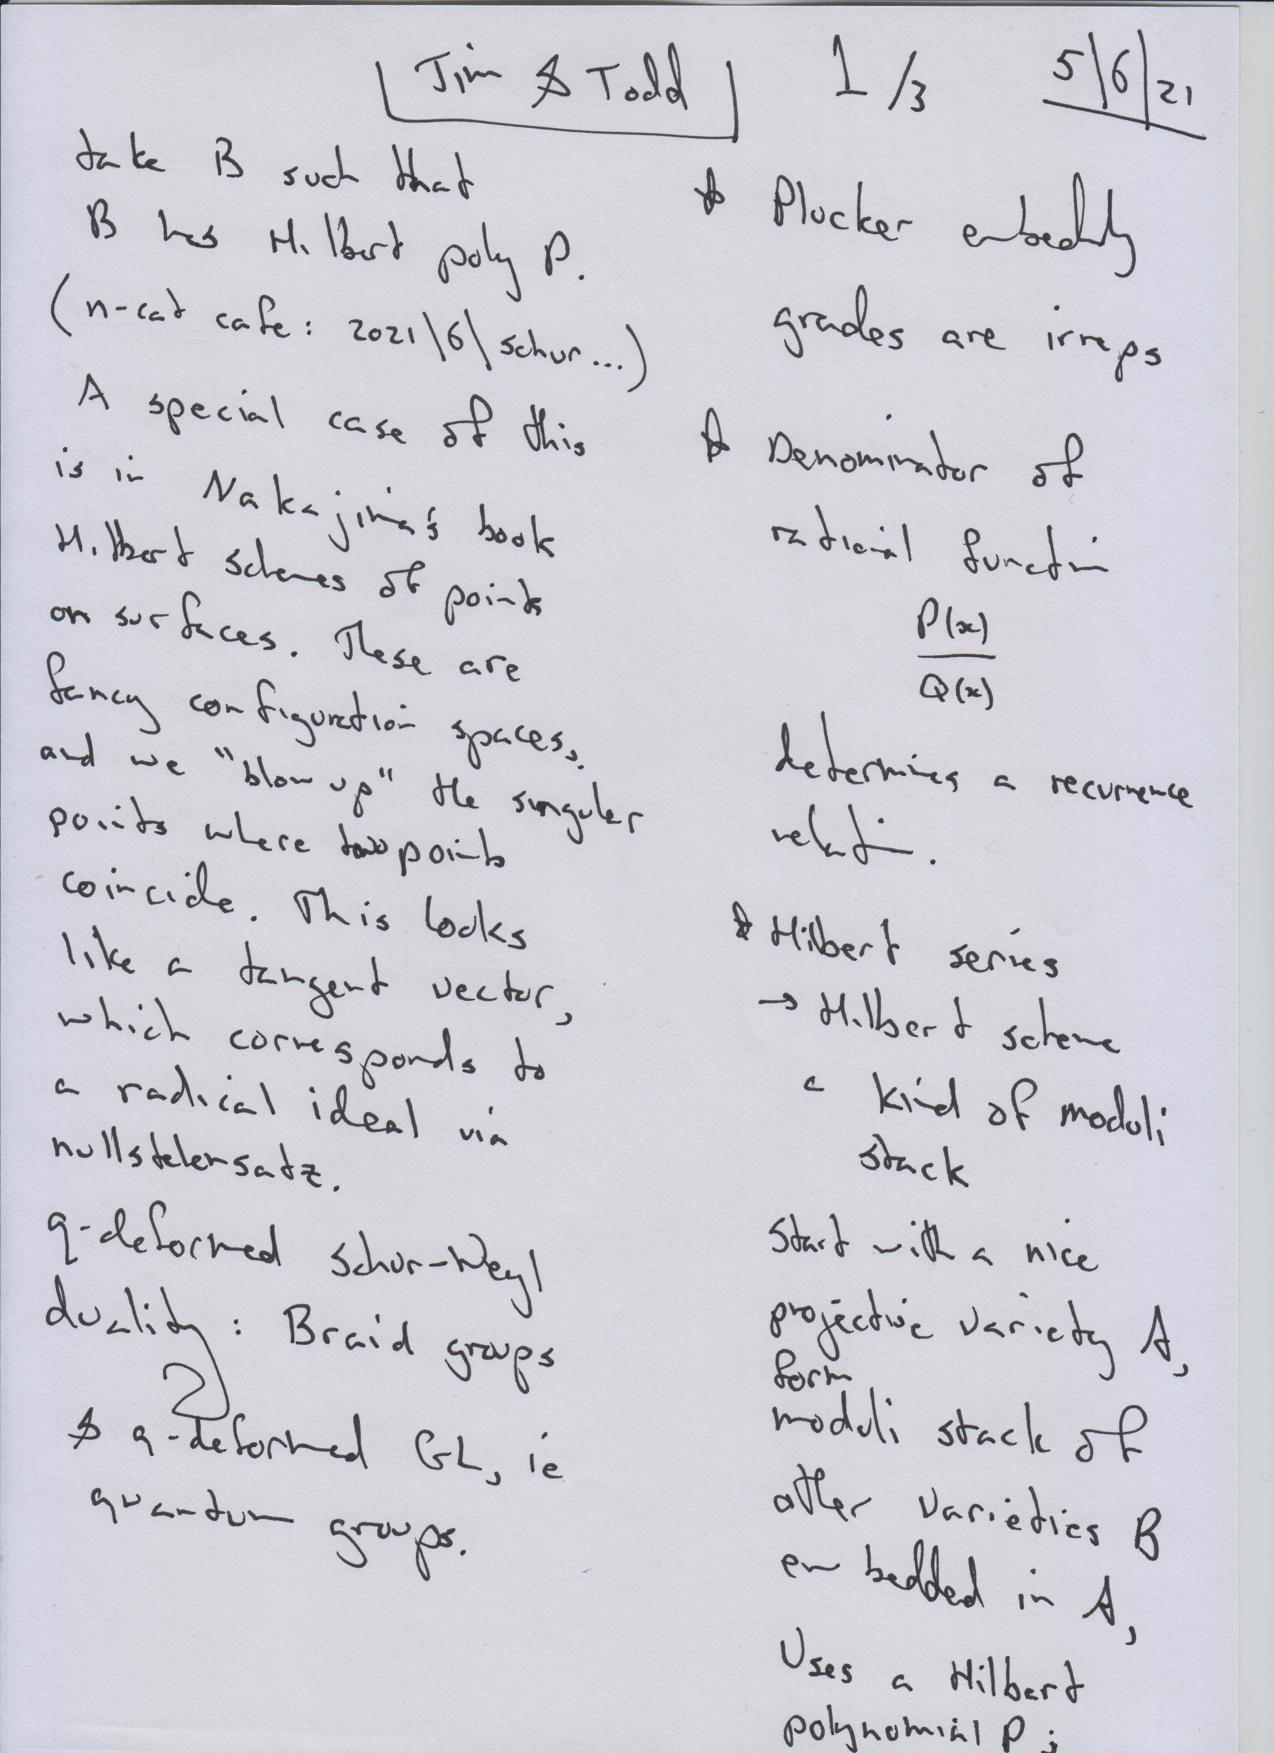 Jim & Todd 1/3 5/6/21
take B such that
B has Hilbert poly P.
(n-cat cafe: 2021\6\schur...)
A special case of this
is in Nakajima's book
Hilbert schemes of points
on surfaces. These are
fancy configuration spaces,
and we "blow up" the singular
points where two points
coincide. This looks
like a tangent vector,
which corresponds to
a radical ideal via
nullstelensatz.
q-deformed Schur-Weyl
duality: Braid groups
& q-deformed GL, ie
quantum groups.
* Plucker embeddig
grades are irreps
* Denominator of
rational function
P(x)
Q(x)
determines a recurrence
relation.
* Hilbert series
→ Hilbert scheme
a kind of moduli
stack
Start with a nice
projective variety A,
form
moduli stack of
other varieties B
embedded in A,
Uses a Hilbert
polynomial P;